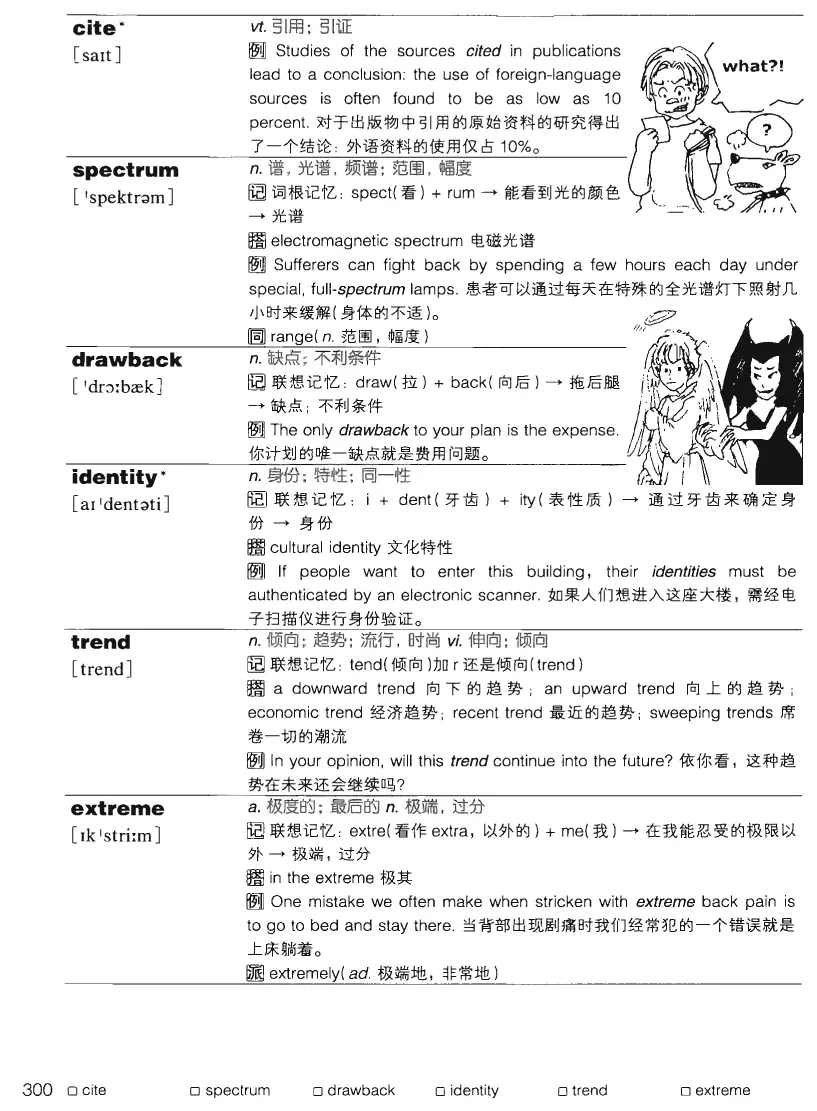 cite*
[saɪt]
vt. 引用；引证
例 Studies of the sources cited in publications
lead to a conclusion: the use of foreign-language
sources is often found to be as low as 10
percent. 对于出版物中引用的原始资料的研究得出
了一个结论：外语资料的使用仅占 10%。
what?!
?
spectrum
[ˈspektrəm]
n. 谱，光谱，频谱；范围，幅度
记 词根记忆：spect(看) + rum → 能看到光的颜色
→ 光谱
搭 electromagnetic spectrum 电磁光谱
例 Sufferers can fight back by spending a few hours each day under
special, full-spectrum lamps. 患者可以通过每天在特殊的全光谱灯下照射几
小时来缓解(身体的不适)。
同 range(n. 范围，幅度)
drawback
[ˈdrɔːbæk]
n. 缺点；不利条件
记 联想记忆：draw(拉) + back(向后) → 拖后腿
→ 缺点；不利条件
例 The only drawback to your plan is the expense.
你计划的唯一缺点就是费用问题。
identity*
[aɪˈdentəti]
n. 身份；特性；同一性
记 联想记忆：i + dent(牙齿) + ity(表性质) → 通过牙齿来确定身
份 → 身份
搭 cultural identity 文化特性
例 If people want to enter this building, their identities must be
authenticated by an electronic scanner. 如果人们想进入这座大楼，需经电
子扫描仪进行身份验证。
trend
[trend]
n. 倾向；趋势；流行，时尚 vi. 伸向；倾向
记 联想记忆：tend(倾向)加 r 还是倾向(trend)
搭 a downward trend 向下的趋势；an upward trend 向上的趋势；
economic trend 经济趋势；recent trend 最近的趋势；sweeping trends 席
卷一切的潮流
例 In your opinion, will this trend continue into the future? 依你看，这种趋
势在未来还会继续吗?
extreme
[ɪkˈstriːm]
a. 极度的；最后的 n. 极端，过分
记 联想记忆：extre(看作 extra，以外的) + me(我) → 在我能忍受的极限以
外 → 极端，过分
搭 in the extreme 极其
例 One mistake we often make when stricken with extreme back pain is
to go to bed and stay there. 当背部出现剧痛时我们经常犯的一个错误就是
上床躺着。
派 extremely(ad. 极端地，非常地)
300 □ cite □ spectrum □ drawback □ identity □ trend □ extreme